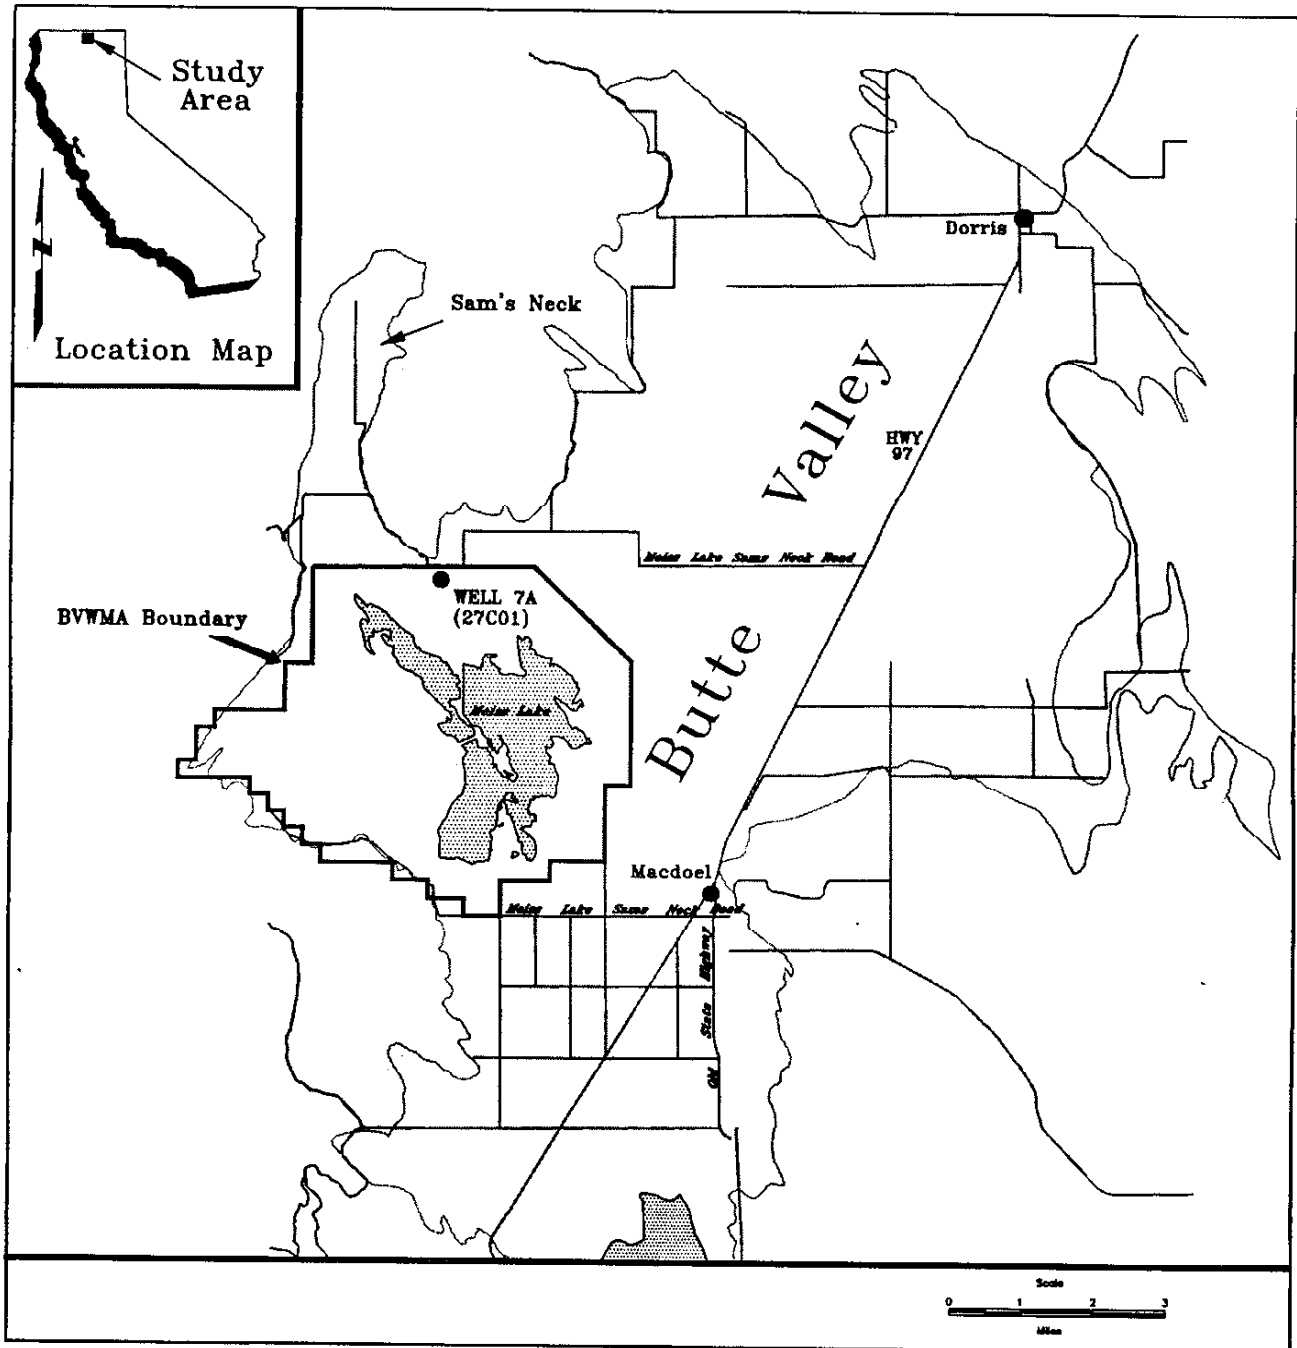 Study
Area
N
Location Map
Dorris
Sam's Neck
Valley
HWY
97
Meiss Lake Sams Neck Road
WELL 7A
(27C01)
BVWMA Boundary
Meiss Lake
Butte
Macdoel
Meiss Lake Sams Neck Road
Old State Highway
Scale
0 1 2 3
Miles